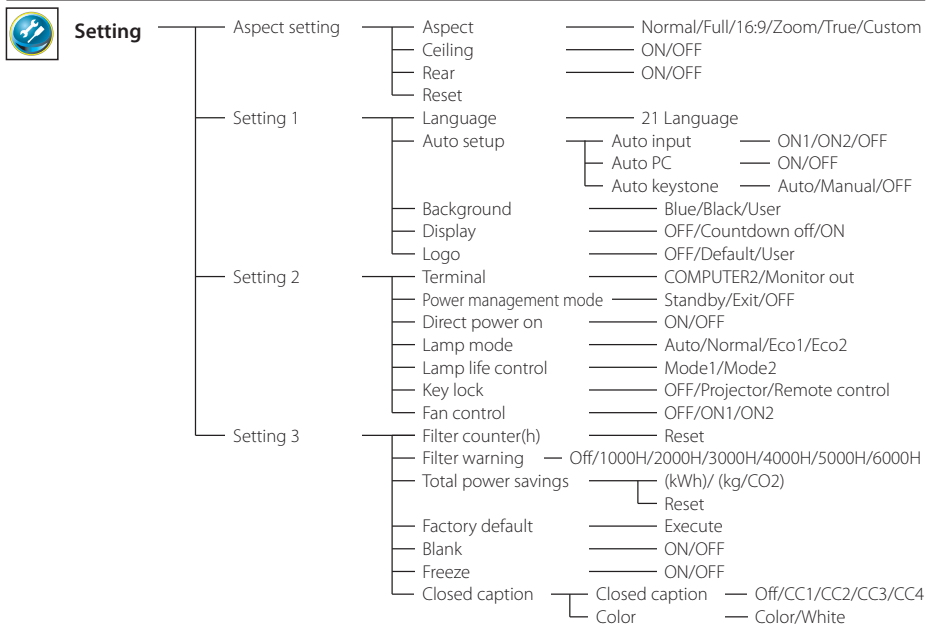 Setting Aspect setting Aspect Normal/Full/16:9/Zoom/True/Custom
Ceiling ON/OFF
Rear ON/OFF
Reset
Setting 1 Language 21 Language
Auto setup Auto input ON1/ON2/OFF
Auto PC ON/OFF
Auto keystone Auto/Manual/OFF
Background Blue/Black/User
Display OFF/Countdown off/ON
Logo OFF/Default/User
Setting 2 Terminal COMPUTER2/Monitor out
Power management mode Standby/Exit/OFF
Direct power on ON/OFF
Lamp mode Auto/Normal/Eco1/Eco2
Lamp life control Mode1/Mode2
Key lock OFF/Projector/Remote control
Fan control OFF/ON1/ON2
Setting 3 Filter counter(h) Reset
Filter warning Off/1000H/2000H/3000H/4000H/5000H/6000H
Total power savings (kWh)/ (kg/CO2)
Reset
Factory default Execute
Blank ON/OFF
Freeze ON/OFF
Closed caption Closed caption Off/CC1/CC2/CC3/CC4
Color Color/White